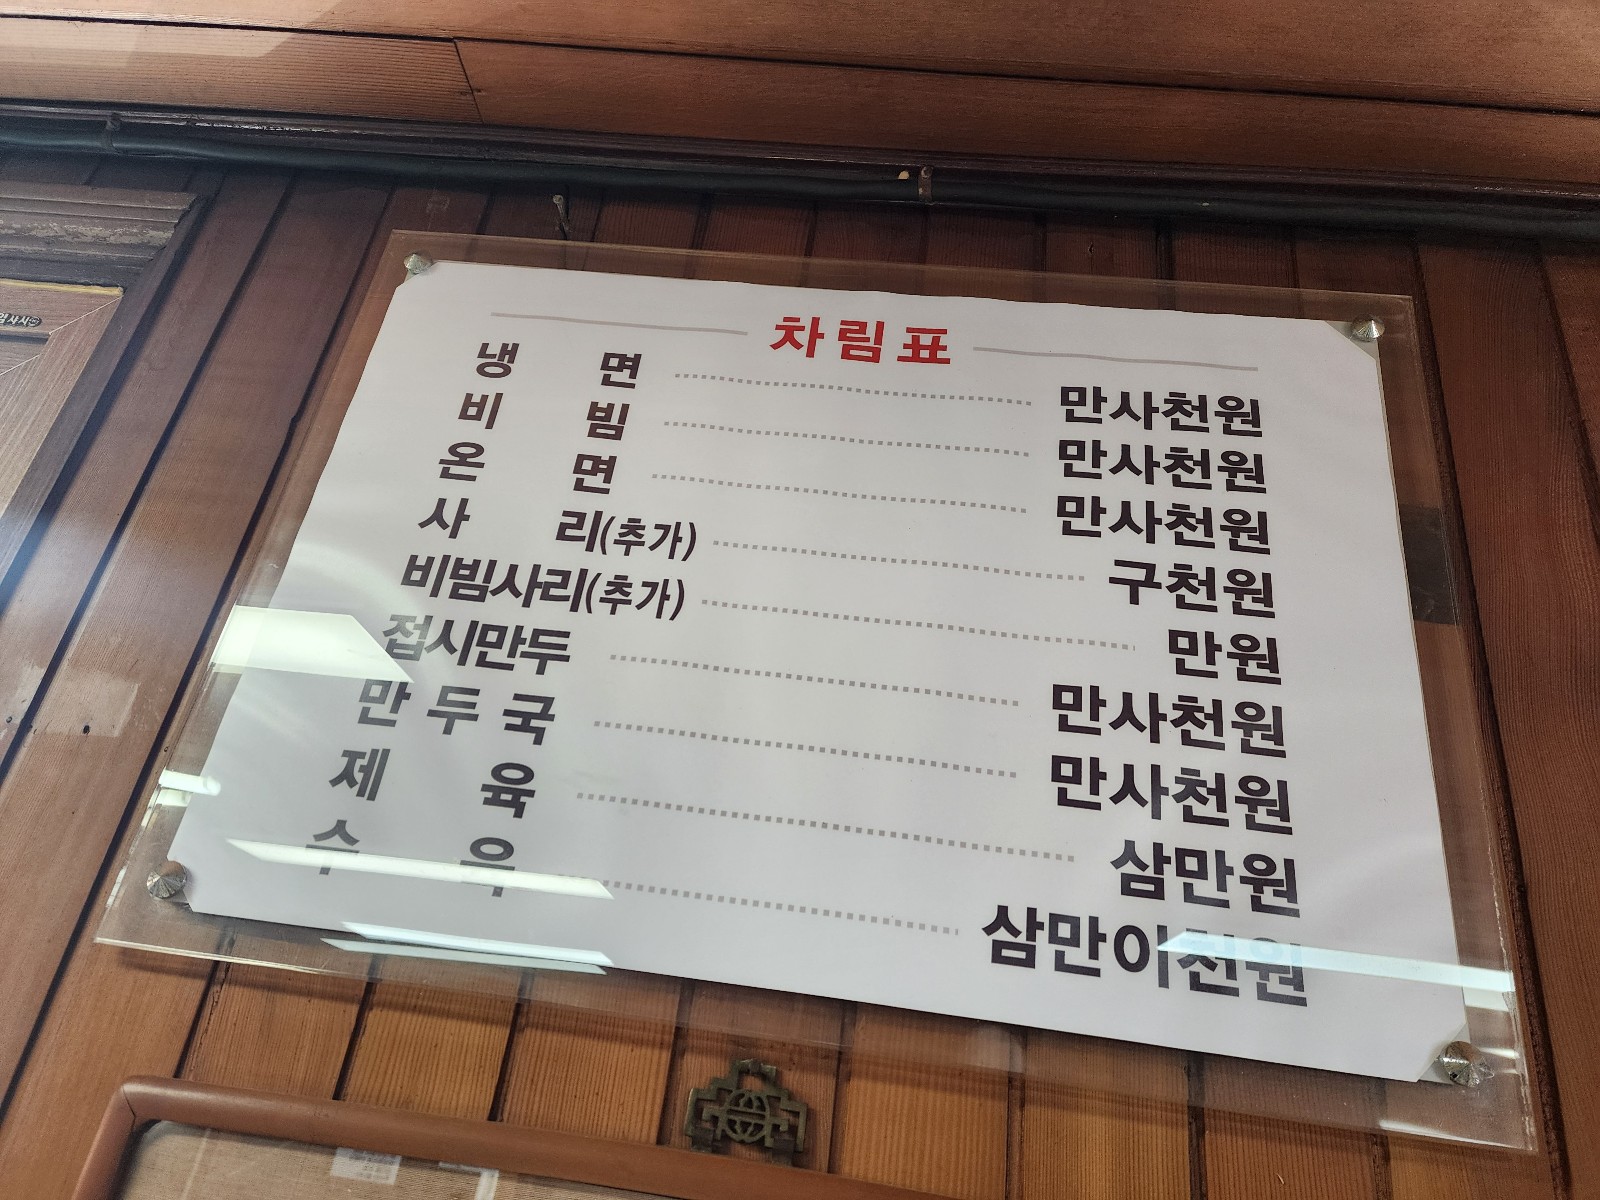 차림표
냉 면 만사천원
비 빔 만사천원
온 면 만사천원
사 리(추가) 구천원
비빔사리(추가) 만원
접시만두 만사천원
만두국 만사천원
제 육 삼만원
수 육 삼만이천원